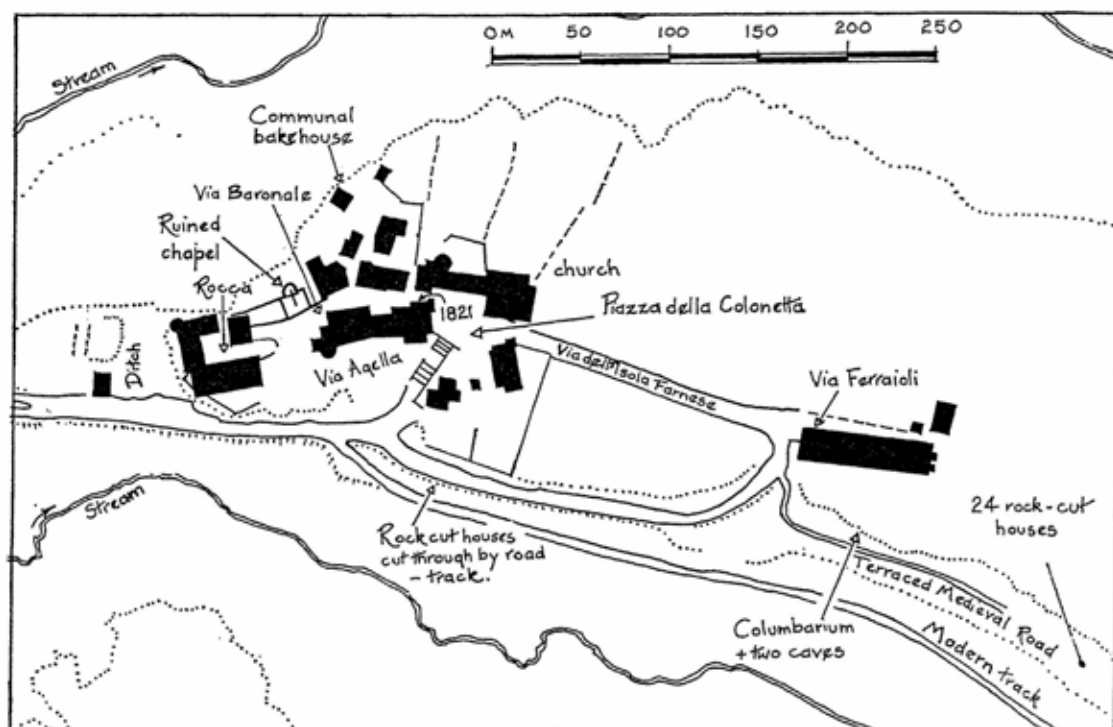 0M 50 100 150 200 250
Stream
Communal
bakehouse
Via Baronale
Ruined
chapel
Rocca
church
1821
Piazza della Colonetta
Ditch
Via Agella
Via dell'Isola Farnese
Via Ferraioli
Stream
Rock cut houses
cut through by road
- track.
24 rock-cut
houses
Terraced Medieval Road
Columbarium
+ two caves
Modern track